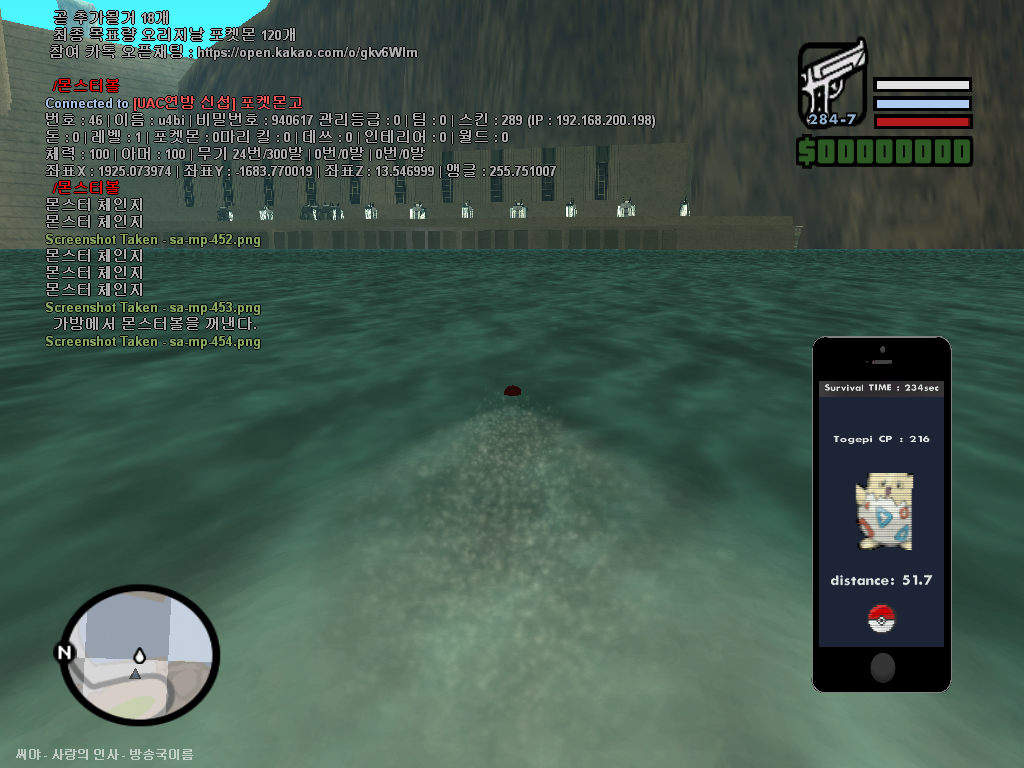 곧 추가될거 18개
최종 목표량 오리지날 포켓몬 120개
참여 카톡 오픈채팅 : https://open.kakao.com/o/gkv6Wlm
/몬스터볼
Connected to [UAC연방 신섭] 포켓몬고
번호 : 46 | 이름 : u4bi | 비밀번호 : 940617 관리등급 : 0 | 팀 : 0 | 스킨 : 289 (IP : 192.168.200.198)
돈 : 0 | 레벨 : 1 | 포켓몬 : 0마리 킬 : 0 | 데쓰 : 0 | 인테리어 : 0 | 월드 : 0
체력 : 100 | 아머 : 100 | 무기 24번/300발 | 0번/0발 | 0번/0발
좌표X : 1925.073974 | 좌표Y : -1683.770019 | 좌표Z : 13.546999 | 앵글 : 255.751007
/몬스터볼
몬스터 체인지
몬스터 체인지
Screenshot Taken - sa-mp-452.png
몬스터 체인지
몬스터 체인지
몬스터 체인지
Screenshot Taken - sa-mp-453.png
가방에서 몬스터볼을 꺼낸다.
Screenshot Taken - sa-mp-454.png
284-7
$00000000
Survival TIME : 234sec
Togepi CP : 216
distance: 51.7
N
씨야 - 사랑의 인사 - 방송국이름